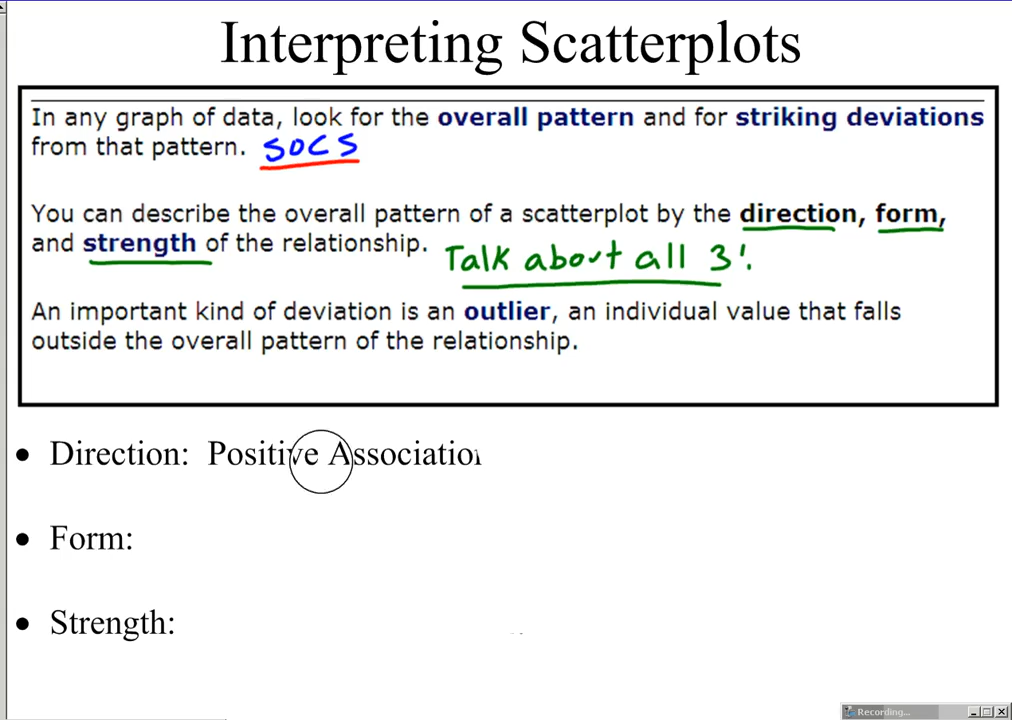 Interpreting Scatterplots
In any graph of data, look for the overall pattern and for striking deviations
from that pattern. SOCS
You can describe the overall pattern of a scatterplot by the direction, form,
and strength of the relationship. Talk about all 3!
An important kind of deviation is an outlier, an individual value that falls
outside the overall pattern of the relationship.
• Direction: Positive Association
• Form:
• Strength:
Recording...